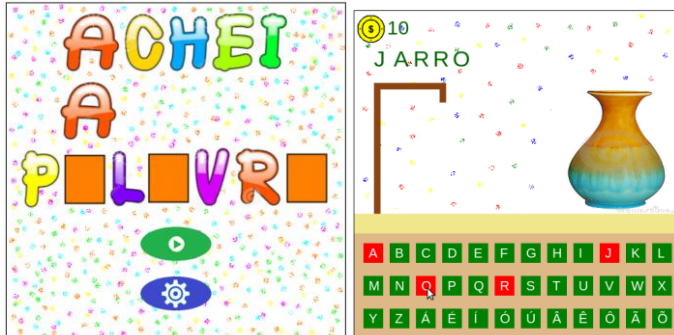 ACHEI
A
P L V R
$ 10
JARRO
A B C D E F G H I J K L
M N O P Q R S T U V W X
Y Z Á É Í Ó Ú Â Ê Ô Ã Õ